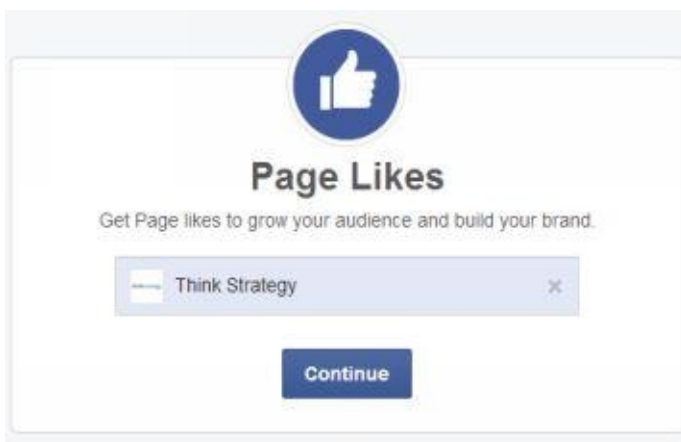 Page Likes
Get Page likes to grow your audience and build your brand.
Think Strategy ×
Continue